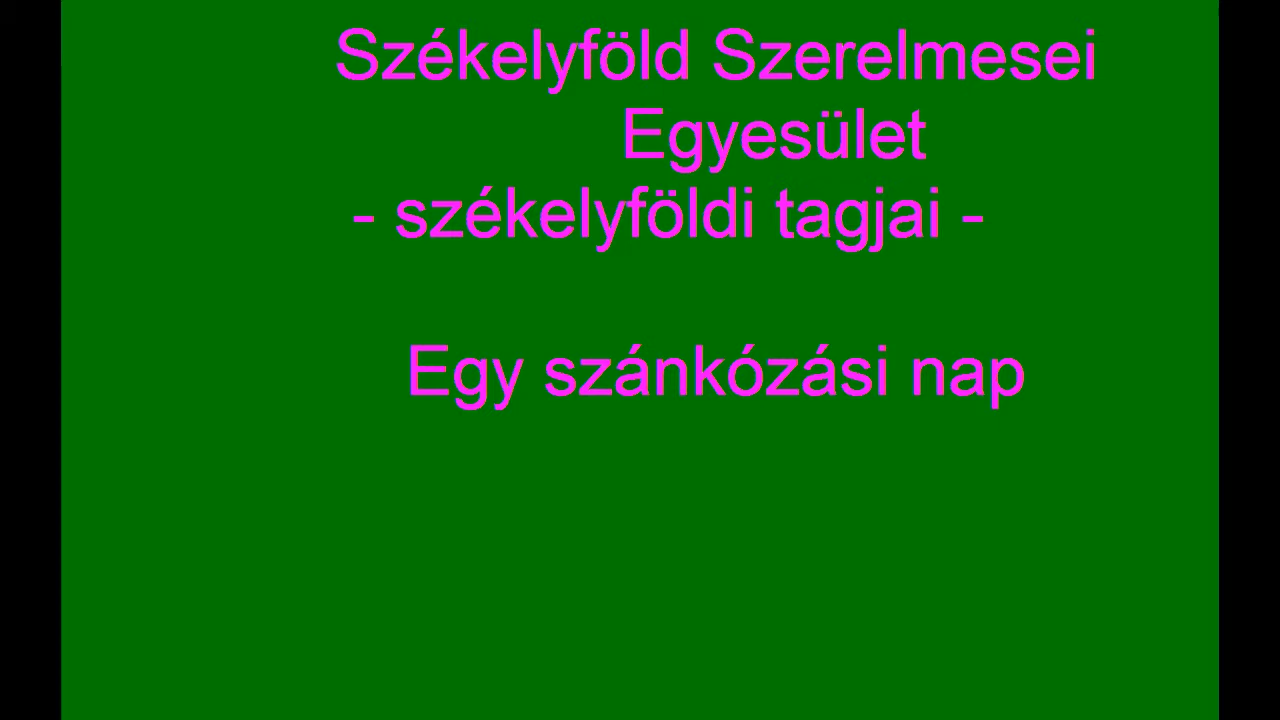 Székelyföld Szerelmesei
Egyesület
- székelyföldi tagjai -
Egy szánkózási nap